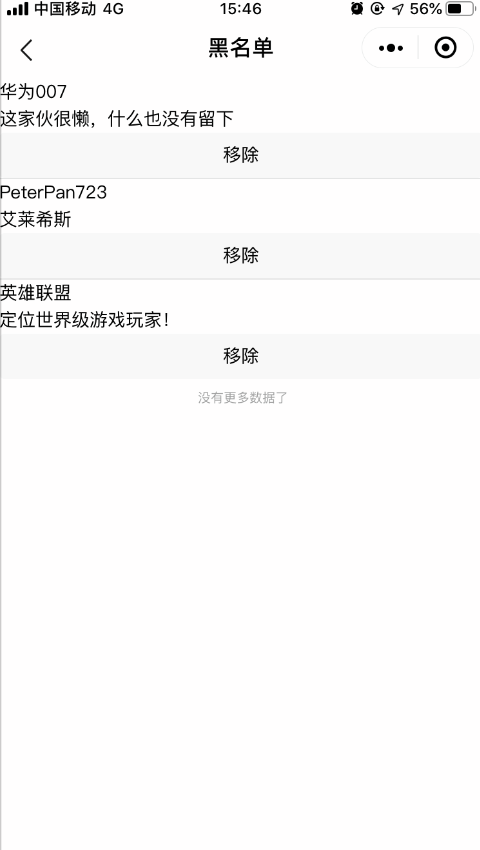 中国移动 4G 15:46 56%
黑名单
华为007
这家伙很懒，什么也没有留下
移除
PeterPan723
艾莱希斯
移除
英雄联盟
定位世界级游戏玩家！
移除
没有更多数据了